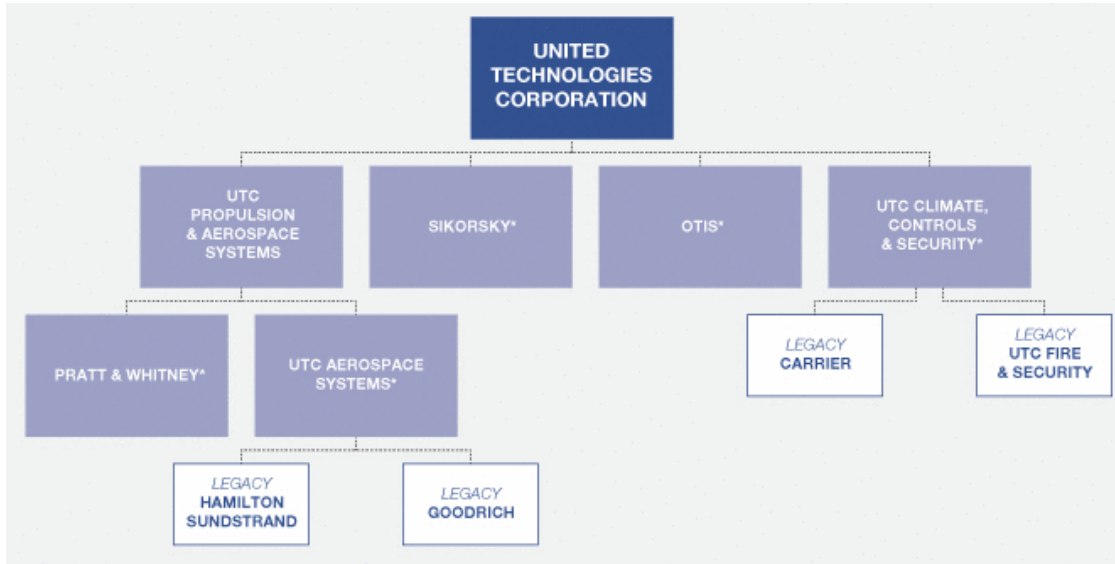 UNITED
TECHNOLOGIES
CORPORATION
UTC
PROPULSION
& AEROSPACE
SYSTEMS
SIKORSKY*
OTIS*
UTC CLIMATE,
CONTROLS
& SECURITY*
PRATT & WHITNEY*
UTC AEROSPACE
SYSTEMS*
LEGACY
CARRIER
LEGACY
UTC FIRE
& SECURITY
LEGACY
HAMILTON
SUNDSTRAND
LEGACY
GOODRICH